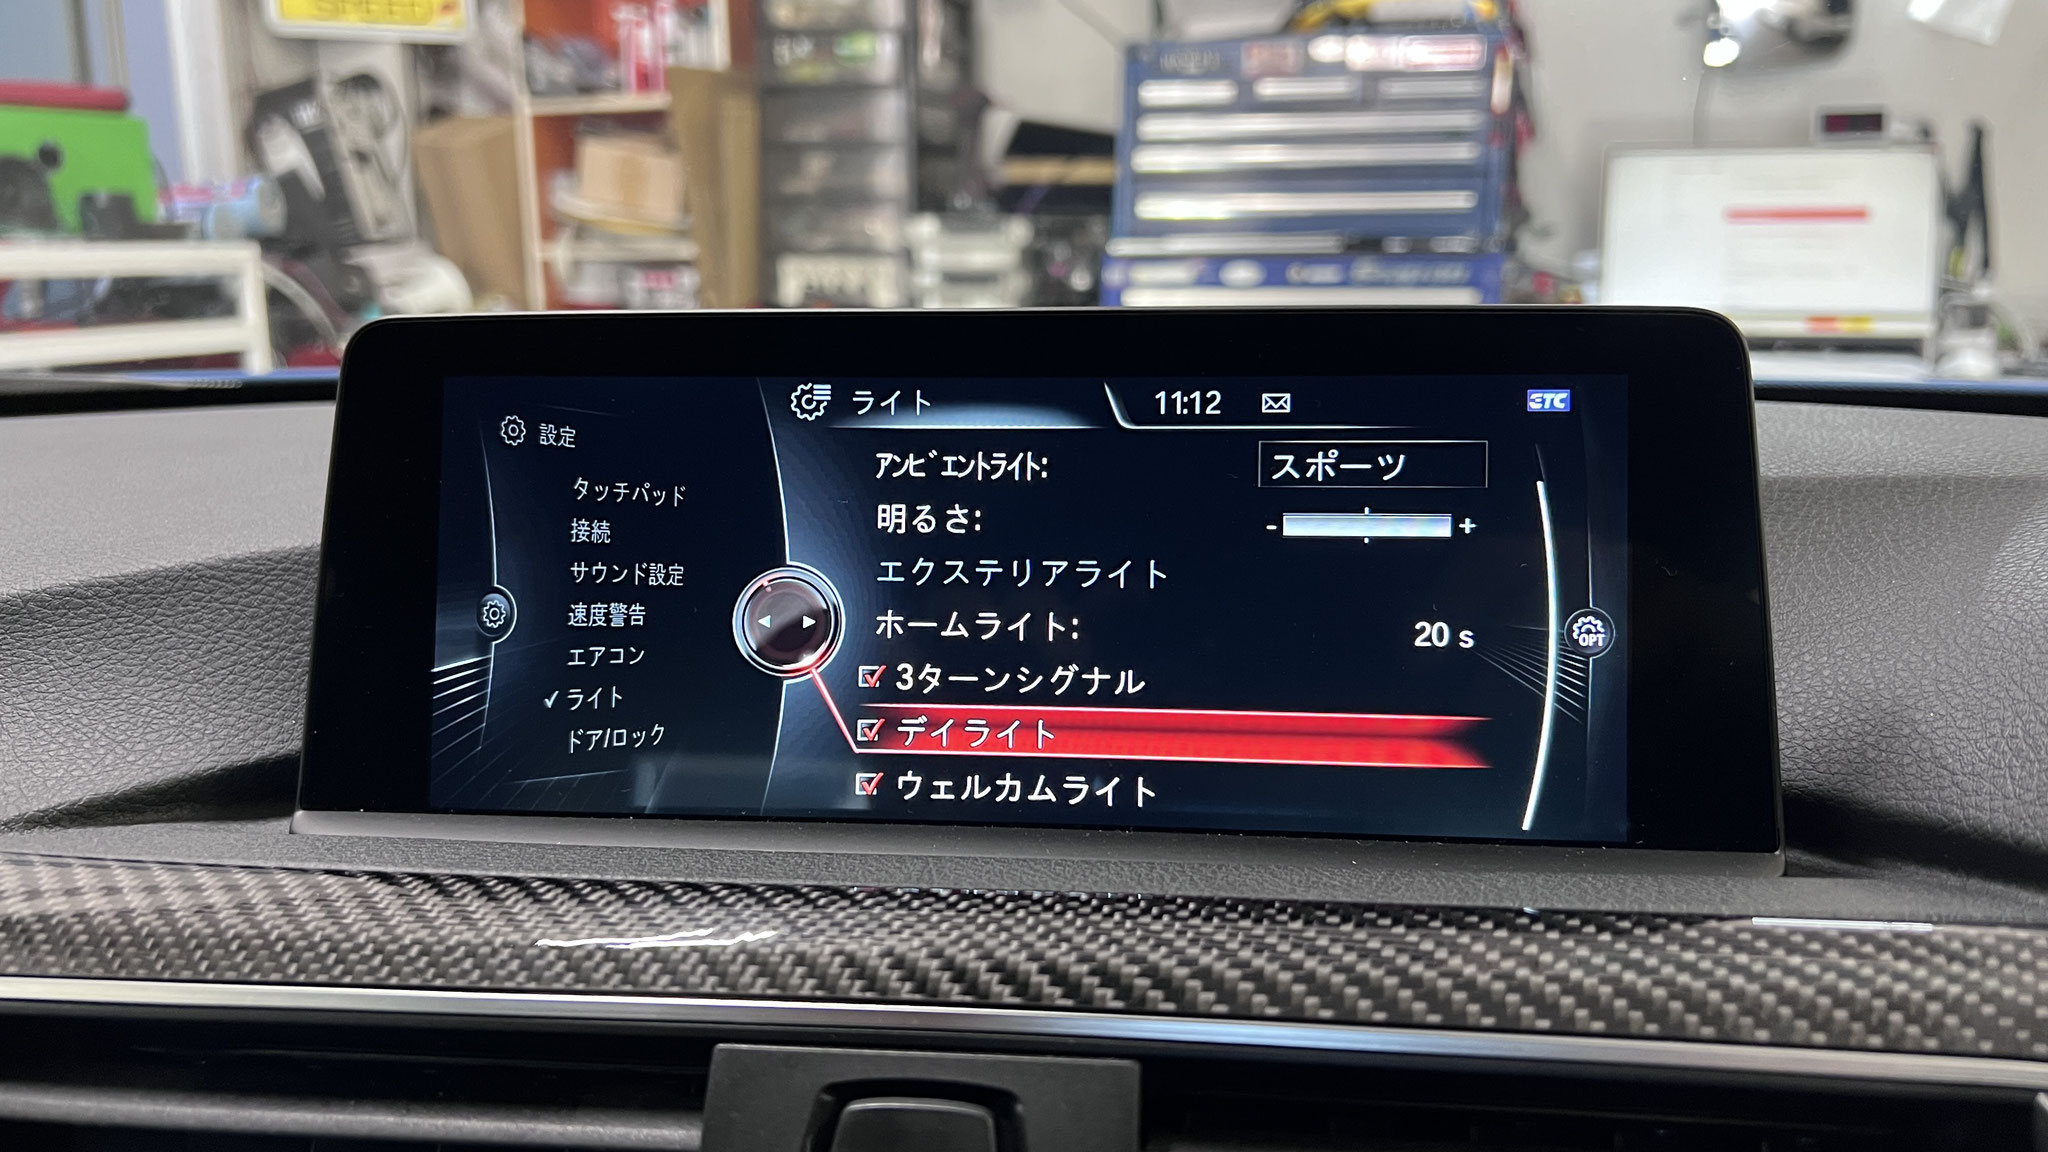 SPEED
設定
タッチパッド
接続
サウンド設定
速度警告
エアコン
✓ライト
ドア/ロック
ライト
11:12
ETC
アンビエントライト:
スポーツ
明るさ:
- +
エクステリアライト
ホームライト:
20 s
3ターンシグナル
デイライト
ウェルカムライト
OPT